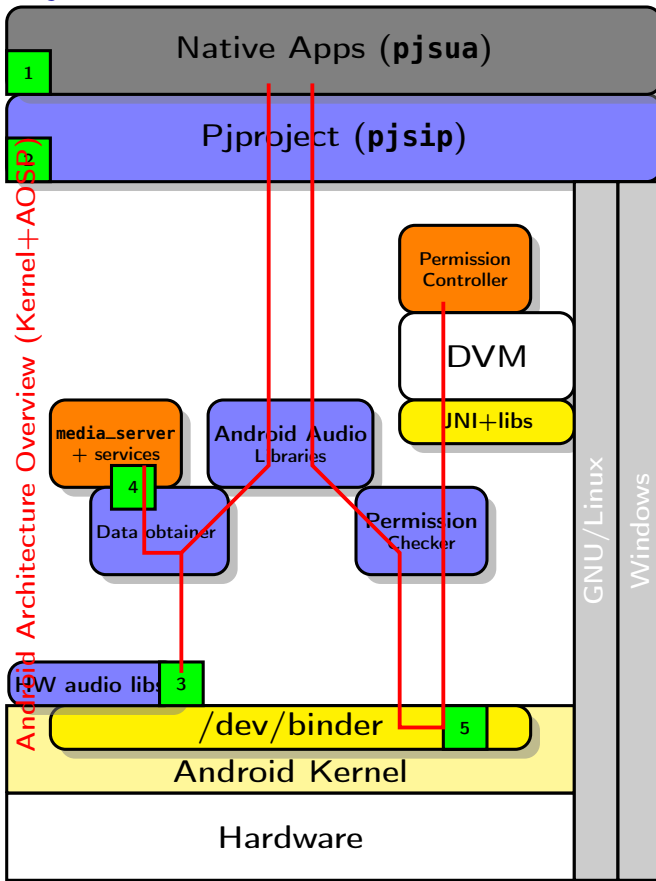 Native Apps (pjsua)
1
Pjproject (pjsip)
2
Android Architecture Overview (Kernel+AOSP)
Permission
Controller
DVM
JNI+libs
media_server
+ services
Android Audio
Libraries
4
Data obtainer
Permission
Checker
GNU/Linux
Windows
HW audio libs
3
/dev/binder
5
Android Kernel
Hardware